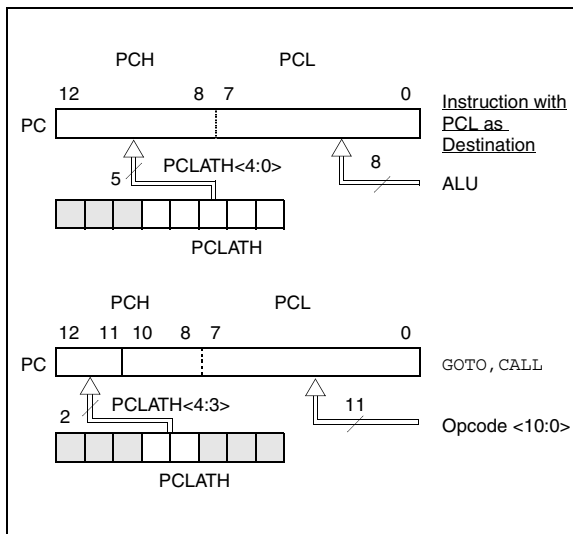 PCH PCL
12 8 7 0
PC
Instruction with
PCL as
Destination
5 PCLATH<4:0> 8
ALU
PCLATH
PCH PCL
12 11 10 8 7 0
PC GOTO, CALL
2 PCLATH<4:3> 11
Opcode <10:0>
PCLATH